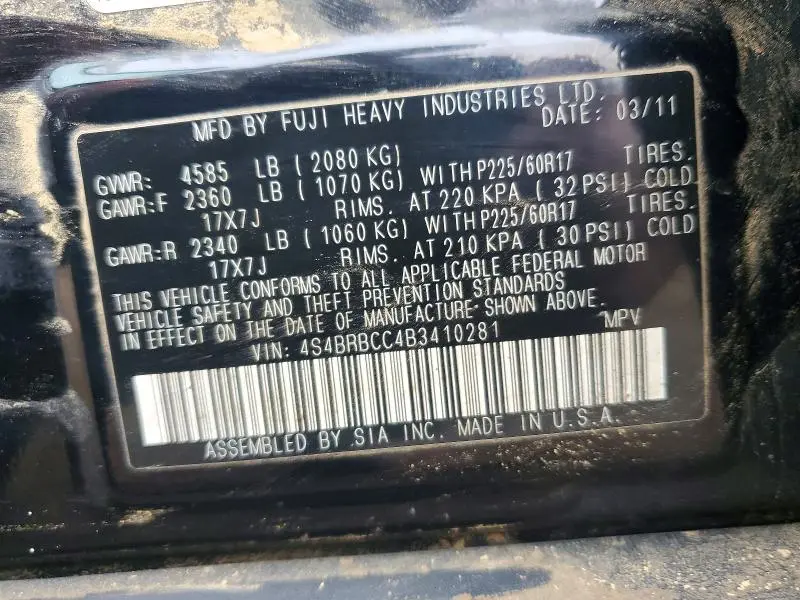 MFD BY FUJI HEAVY INDUSTRIES LTD.
DATE: 03/11
GVWR: 4585 LB ( 2080 KG)
GAWR:F 2360 LB ( 1070 KG) WITH P225/60R17 TIRES.
17X7J RIMS. AT 220 KPA ( 32 PSI ) COLD
GAWR:R 2340 LB ( 1060 KG) WITH P225/60R17 TIRES.
17X7J RIMS. AT 210 KPA ( 30 PSI ) COLD
THIS VEHICLE CONFORMS TO ALL APPLICABLE FEDERAL MOTOR
VEHICLE SAFETY AND THEFT PREVENTION STANDARDS
IN EFFECT ON THE DATE OF MANUFACTURE SHOWN ABOVE.
VIN: 4S4BRBCC4B3410281 MPV
ASSEMBLED BY SIA INC. MADE IN U.S.A.